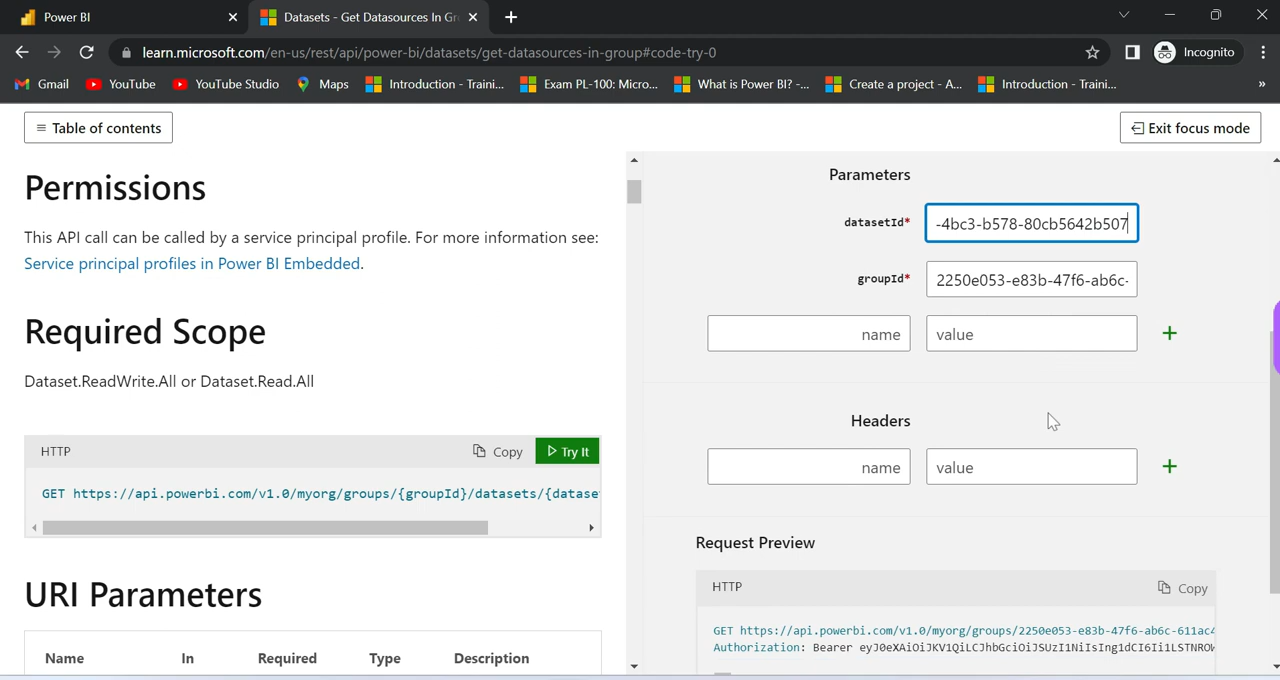 Power BI
Datasets - Get Datasources In Gr
learn.microsoft.com/en-us/rest/api/power-bi/datasets/get-datasources-in-group#code-try-0
Incognito
Gmail
YouTube
YouTube Studio
Maps
Introduction - Traini...
Exam PL-100: Micro...
What is Power BI? -...
Create a project - A...
Introduction - Traini...
»
Table of contents
Exit focus mode
Permissions
This API call can be called by a service principal profile. For more information see:
Service principal profiles in Power BI Embedded.
Required Scope
Dataset.ReadWrite.All or Dataset.Read.All
HTTP
Copy
Try It
GET https://api.powerbi.com/v1.0/myorg/groups/{groupId}/datasets/{datase
URI Parameters
Name In Required Type Description
Parameters
datasetId* -4bc3-b578-80cb5642b507
groupId* 2250e053-e83b-47f6-ab6c-
name value +
Headers
name value +
Request Preview
HTTP
Copy
GET https://api.powerbi.com/v1.0/myorg/groups/2250e053-e83b-47f6-ab6c-611ac4
Authorization: Bearer